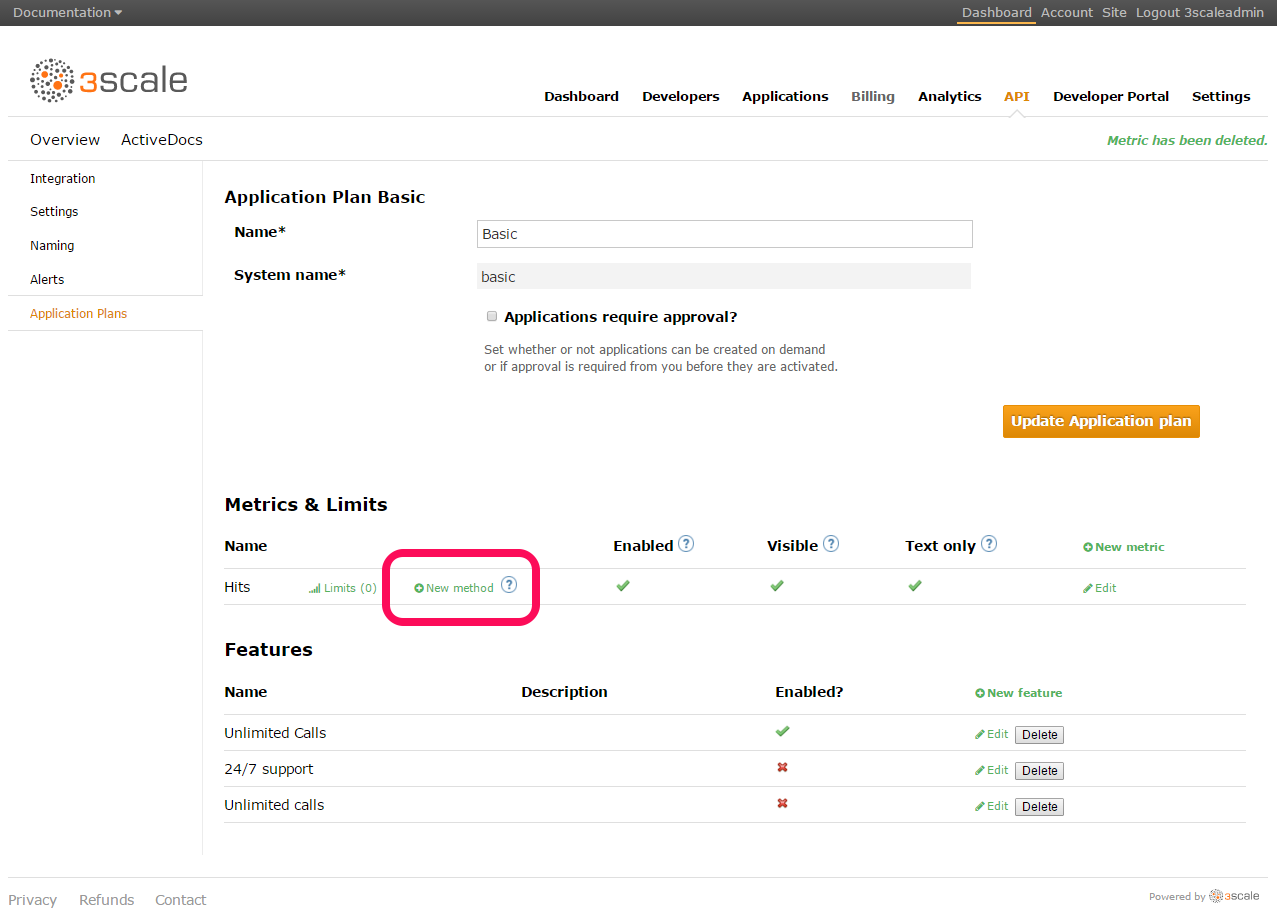 Documentation
Dashboard Account Site Logout 3scaleadmin
3scale
Dashboard Developers Applications Billing Analytics API Developer Portal Settings
Overview ActiveDocs
Metric has been deleted.
Integration
Settings
Naming
Alerts
Application Plans
Application Plan Basic
Name* Basic
System name* basic
Applications require approval?
Set whether or not applications can be created on demand
or if approval is required from you before they are activated.
Update Application plan
Metrics & Limits
Name Enabled ? Visible ? Text only ? New metric
Hits Limits (0) New method ? Edit
Features
Name Description Enabled? New feature
Unlimited Calls Edit Delete
24/7 support Edit Delete
Unlimited calls Edit Delete
Privacy Refunds Contact
Powered by 3scale